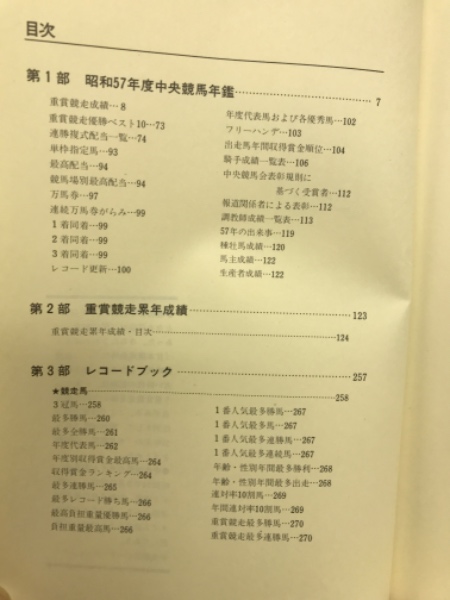 目次
第1部 昭和57年度中央競馬年鑑……………………7
重賞競走成績…8
重賞競走優勝ベスト10…73
連勝複式配当一覧…74
単枠指定馬…93
最高配当…94
競馬場別最高配当…94
万馬券…97
連続万馬券がらみ…99
1着同着…99
2着同着…99
3着同着…99
レコード更新…100
年度代表馬および各優秀馬…102
フリーハンデ…103
出走馬年間収得賞金順位…104
騎手成績一覧表…106
中央競馬会表彰規則に
基づく受賞者…112
報道関係者による表彰…112
調教師成績一覧表…113
57年の出来事…119
種牡馬成績…120
馬主成績…122
生産者成績…122
第2部 重賞競走累年成績……………………123
重賞競走累年成績・目次……………………124
第3部 レコードブック……………………257
★競走馬……………………258
3冠馬…258
最多勝馬…260
最多全勝馬…261
年度代表馬…262
年度別収得賞金最高馬…264
収得賞金ランキング…264
最多連勝馬…265
最多レコード勝ち馬…266
最高負担重量優勝馬…266
負担重量最高馬…266
1番人気最多勝馬…267
1番人気最多馬…267
1番人気最多連勝馬…267
1番人気最多連続馬…267
年齢・性別年間最多勝利…268
年齢・性別年間最多出走…268
連対率10割馬…269
年間連対率10割馬…269
重賞競走最多勝馬…270
重賞競走最多連勝馬…270